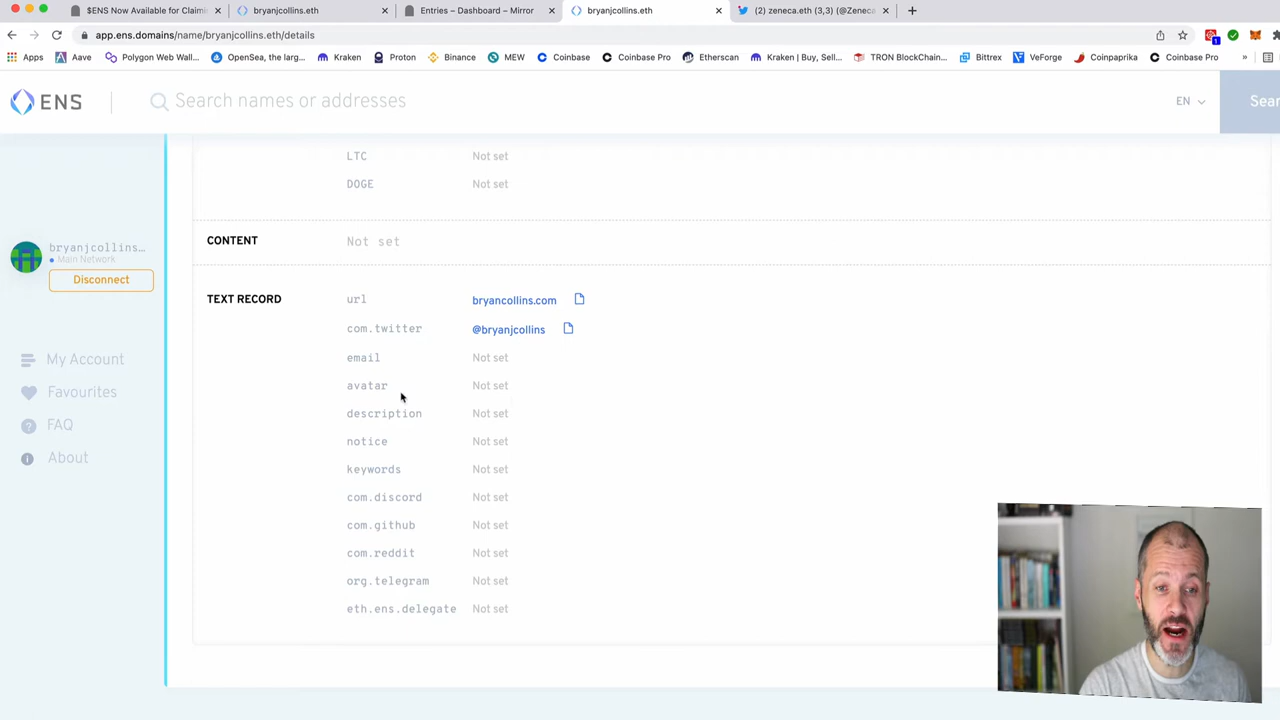 $ENS Now Available for Claimi
bryanjcollins.eth
Entries – Dashboard – Mirror
bryanjcollins.eth
(2) zeneca.eth (3,3) (@Zeneca
app.ens.domains/name/bryanjcollins.eth/details
Apps Aave Polygon Web Wall... OpenSea, the larg... Kraken Proton Binance MEW Coinbase Coinbase Pro Etherscan Kraken | Buy, Sell,... TRON BlockChain... Bittrex VeForge Coinpaprika Coinbase Pro »
ENS Search names or addresses EN Sear
LTC Not set
DOGE Not set
CONTENT Not set
bryanjcollins...
Main Network
Disconnect
My Account
Favourites
FAQ
About
TEXT RECORD url bryancollins.com
com.twitter @bryanjcollins
email Not set
avatar Not set
description Not set
notice Not set
keywords Not set
com.discord Not set
com.github Not set
com.reddit Not set
org.telegram Not set
eth.ens.delegate Not set